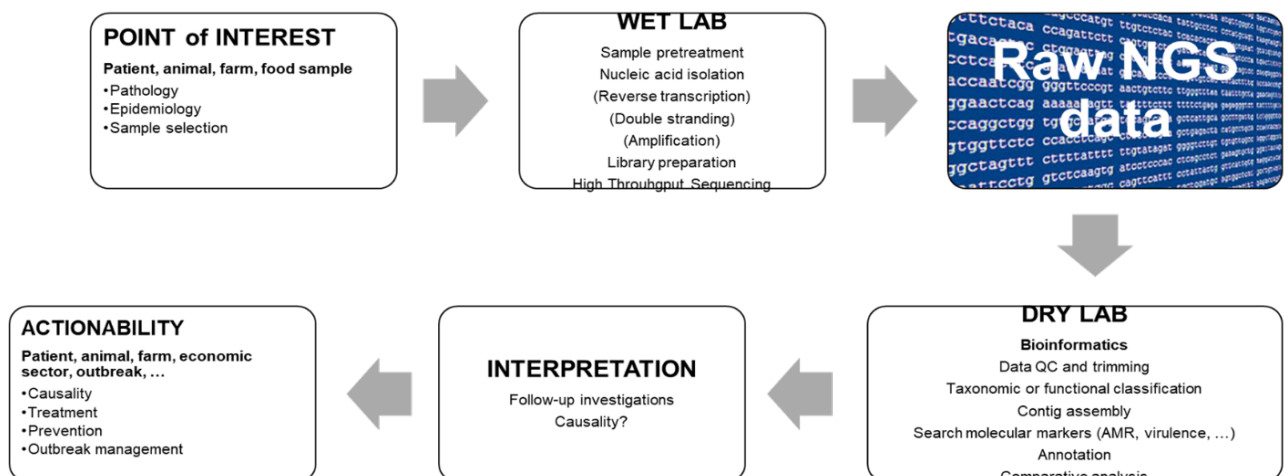 POINT of INTEREST
Patient, animal, farm, food sample
•Pathology
•Epidemiology
•Sample selection
WET LAB
Sample pretreatment
Nucleic acid isolation
(Reverse transcription)
(Double stranding)
(Amplification)
Library preparation
High Throuhgput Sequencing
Raw NGS
data
DRY LAB
Bioinformatics
Data QC and trimming
Taxonomic or functional classification
Contig assembly
Search molecular markers (AMR, virulence, …)
Annotation
Comparative analysis
INTERPRETATION
Follow-up investigations
Causality?
ACTIONABILITY
Patient, animal, farm, economic
sector, outbreak, …
•Causality
•Treatment
•Prevention
•Outbreak management